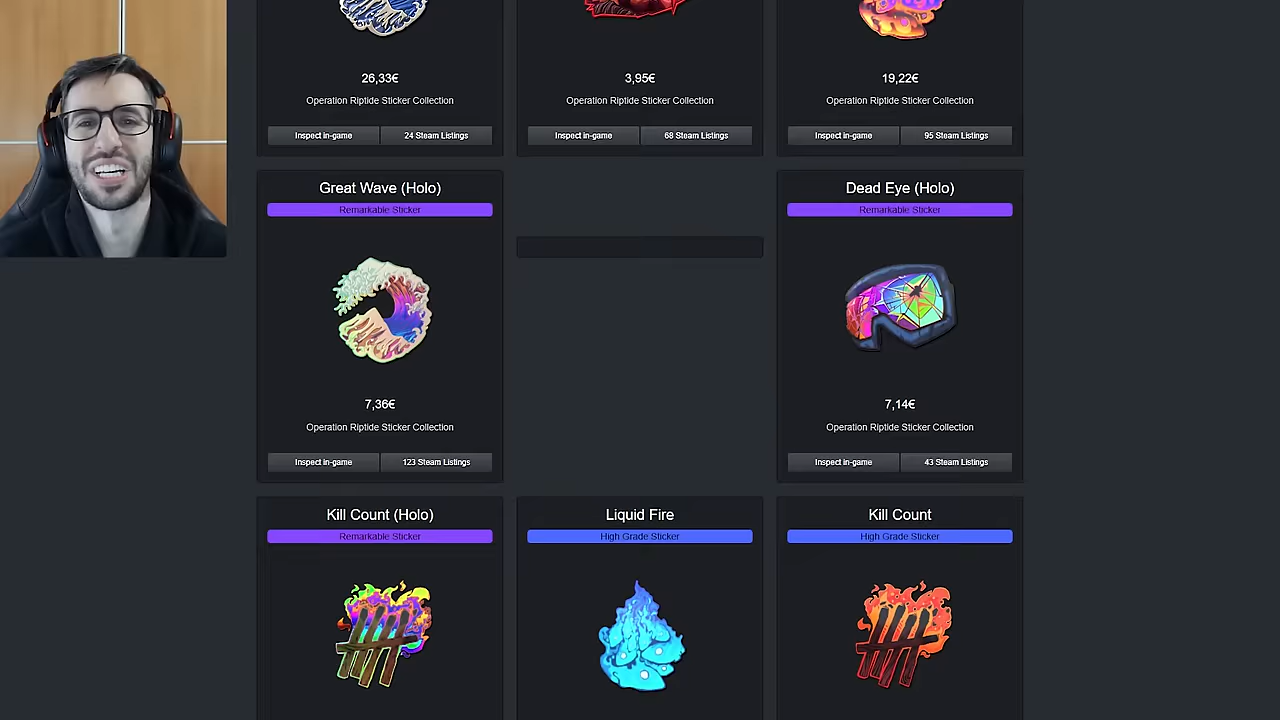 26,33€
Operation Riptide Sticker Collection
Inspect in-game
24 Steam Listings
3,95€
Operation Riptide Sticker Collection
Inspect in-game
68 Steam Listings
19,22€
Operation Riptide Sticker Collection
Inspect in-game
95 Steam Listings
Great Wave (Holo)
Remarkable Sticker
7,36€
Operation Riptide Sticker Collection
Inspect in-game
123 Steam Listings
Dead Eye (Holo)
Remarkable Sticker
7,14€
Operation Riptide Sticker Collection
Inspect in-game
43 Steam Listings
Kill Count (Holo)
Remarkable Sticker
Liquid Fire
High Grade Sticker
Kill Count
High Grade Sticker